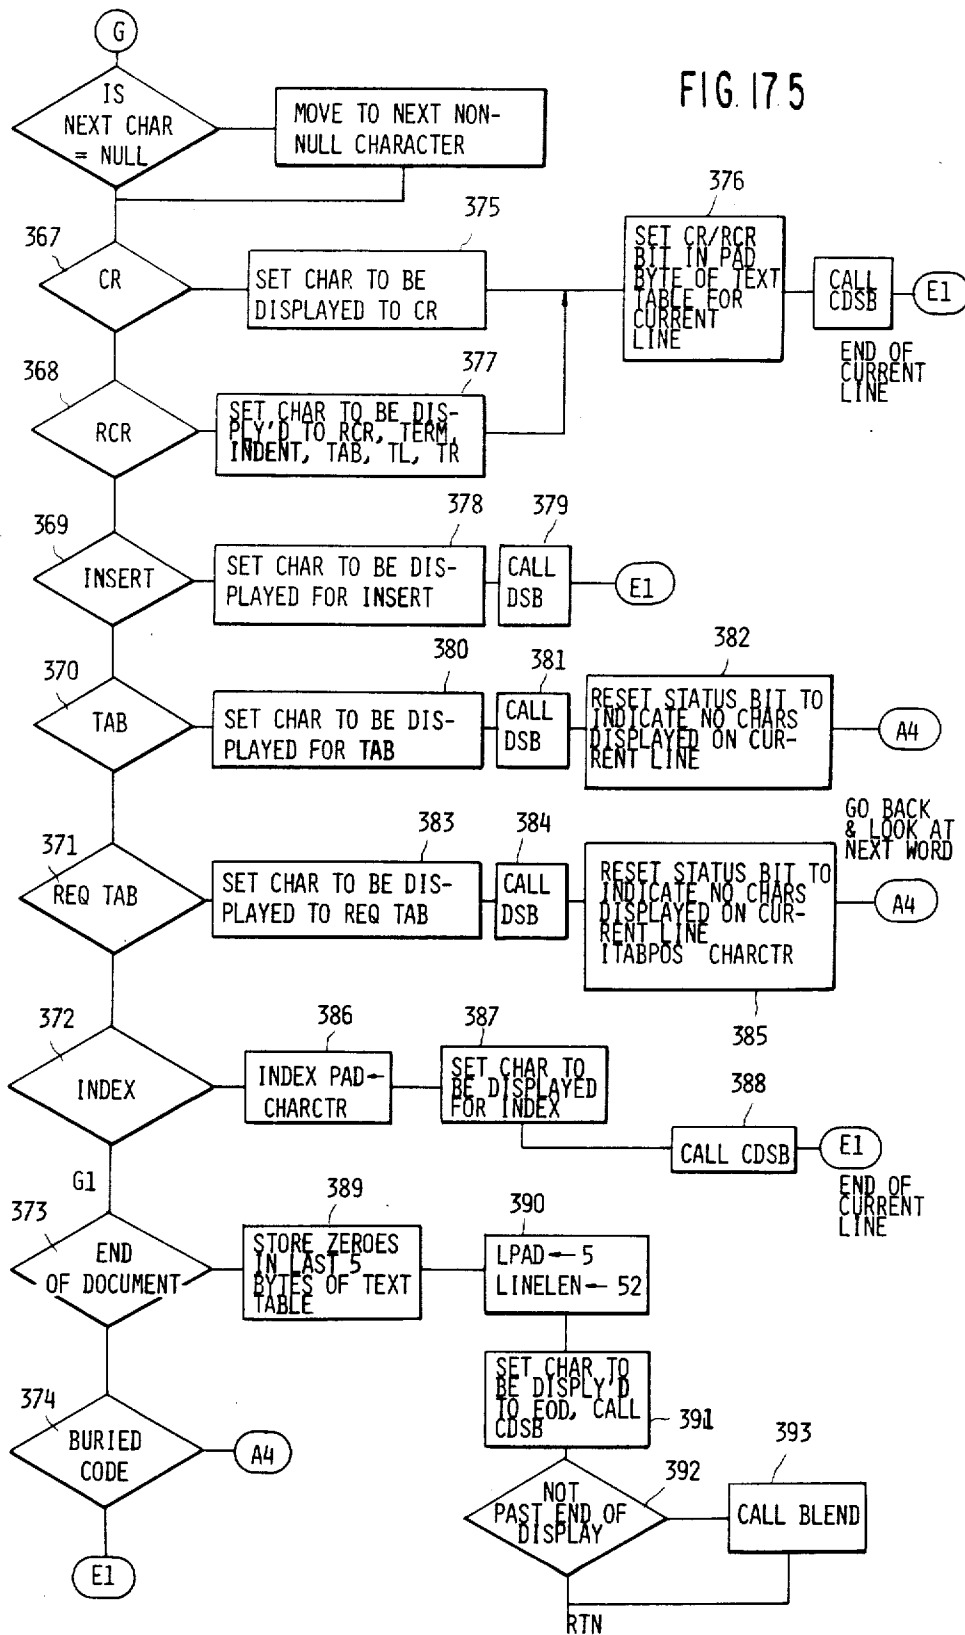 G
FIG. 17.5
IS
NEXT CHAR
= NULL
MOVE TO NEXT NON-
NULL CHARACTER
367
CR
375
SET CHAR TO BE
DISPLAYED TO CR
376
SET CR/RCR
BIT IN PAD
BYTE OF TEXT
TABLE FOR
CURRENT
LINE
CALL
CDSB
E1
END OF
CURRENT
LINE
368
RCR
377
SET CHAR TO BE DIS-
PLY'D TO RCR, TERM,
INDENT, TAB, TL, TR
369
INSERT
378
SET CHAR TO BE DIS-
PLAYED FOR INSERT
379
CALL
DSB
E1
370
TAB
380
SET CHAR TO BE DIS-
PLAYED FOR TAB
381
CALL
DSB
382
RESET STATUS BIT TO
INDICATE NO CHARS
DISPLAYED ON CUR-
RENT LINE
A4
GO BACK
& LOOK AT
NEXT WORD
371
REQ TAB
383
SET CHAR TO BE DIS-
PLAYED TO REQ TAB
384
CALL
DSB
RESET STATUS BIT TO
INDICATE NO CHARS
DISPLAYED ON CUR-
RENT LINE
ITABPOS CHARCTR
385
A4
372
INDEX
386
INDEX PAD←
CHARCTR
387
SET CHAR TO
BE DISPLAYED
FOR INDEX
388
CALL CDSB
E1
END OF
CURRENT
LINE
G1
373
END
OF DOCUMENT
389
STORE ZEROES
IN LAST 5
BYTES OF TEXT
TABLE
390
LPAD ← 5
LINELEN ← 52
SET CHAR TO
BE DISPLY'D
TO EOD, CALL
CDSB
391
374
BURIED
CODE
A4
E1
392
NOT
PAST END OF
DISPLAY
393
CALL BLEND
RTN